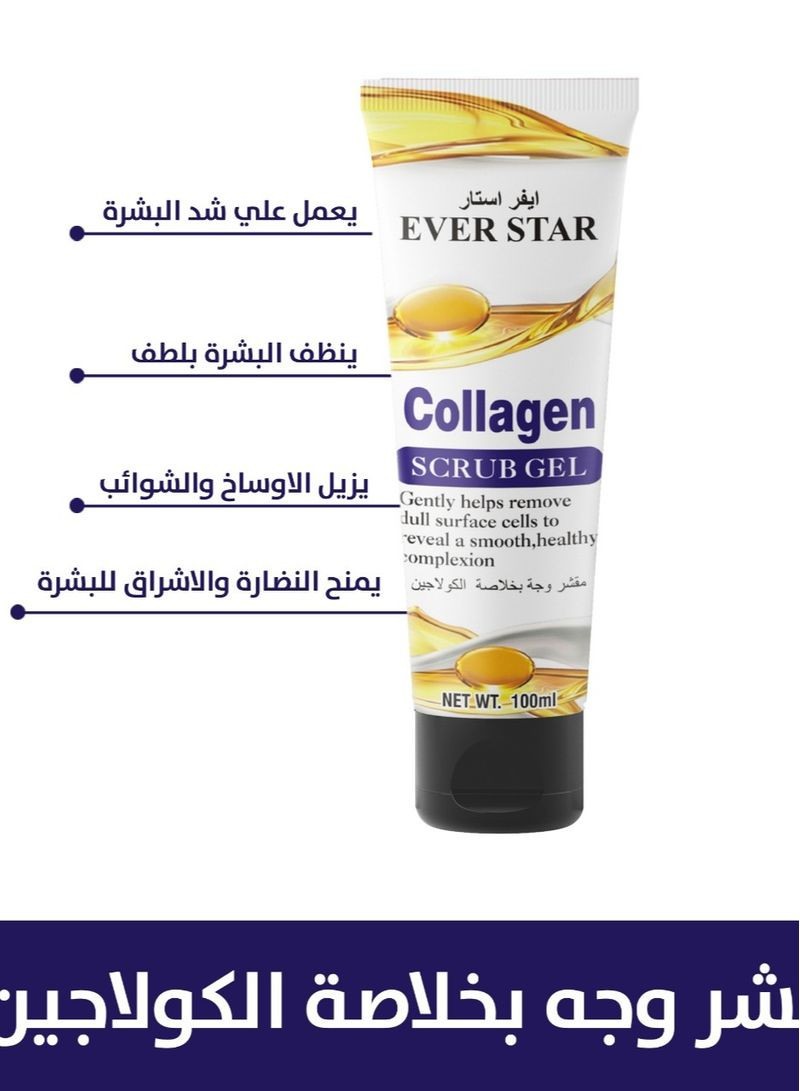 ايفر استار
EVER STAR
يعمل علي شد البشرة
ينظف البشرة بلطف
Collagen
SCRUB GEL
يزيل الاوساخ والشوائب
Gently helps remove
dull surface cells to
reveal a smooth,healthy
complexion
يمنح النضارة والاشراق للبشرة
مقشر وجة بخلاصة الكولاجين
NET WT. 100ml
قشر وجه بخلاصة الكولاجين